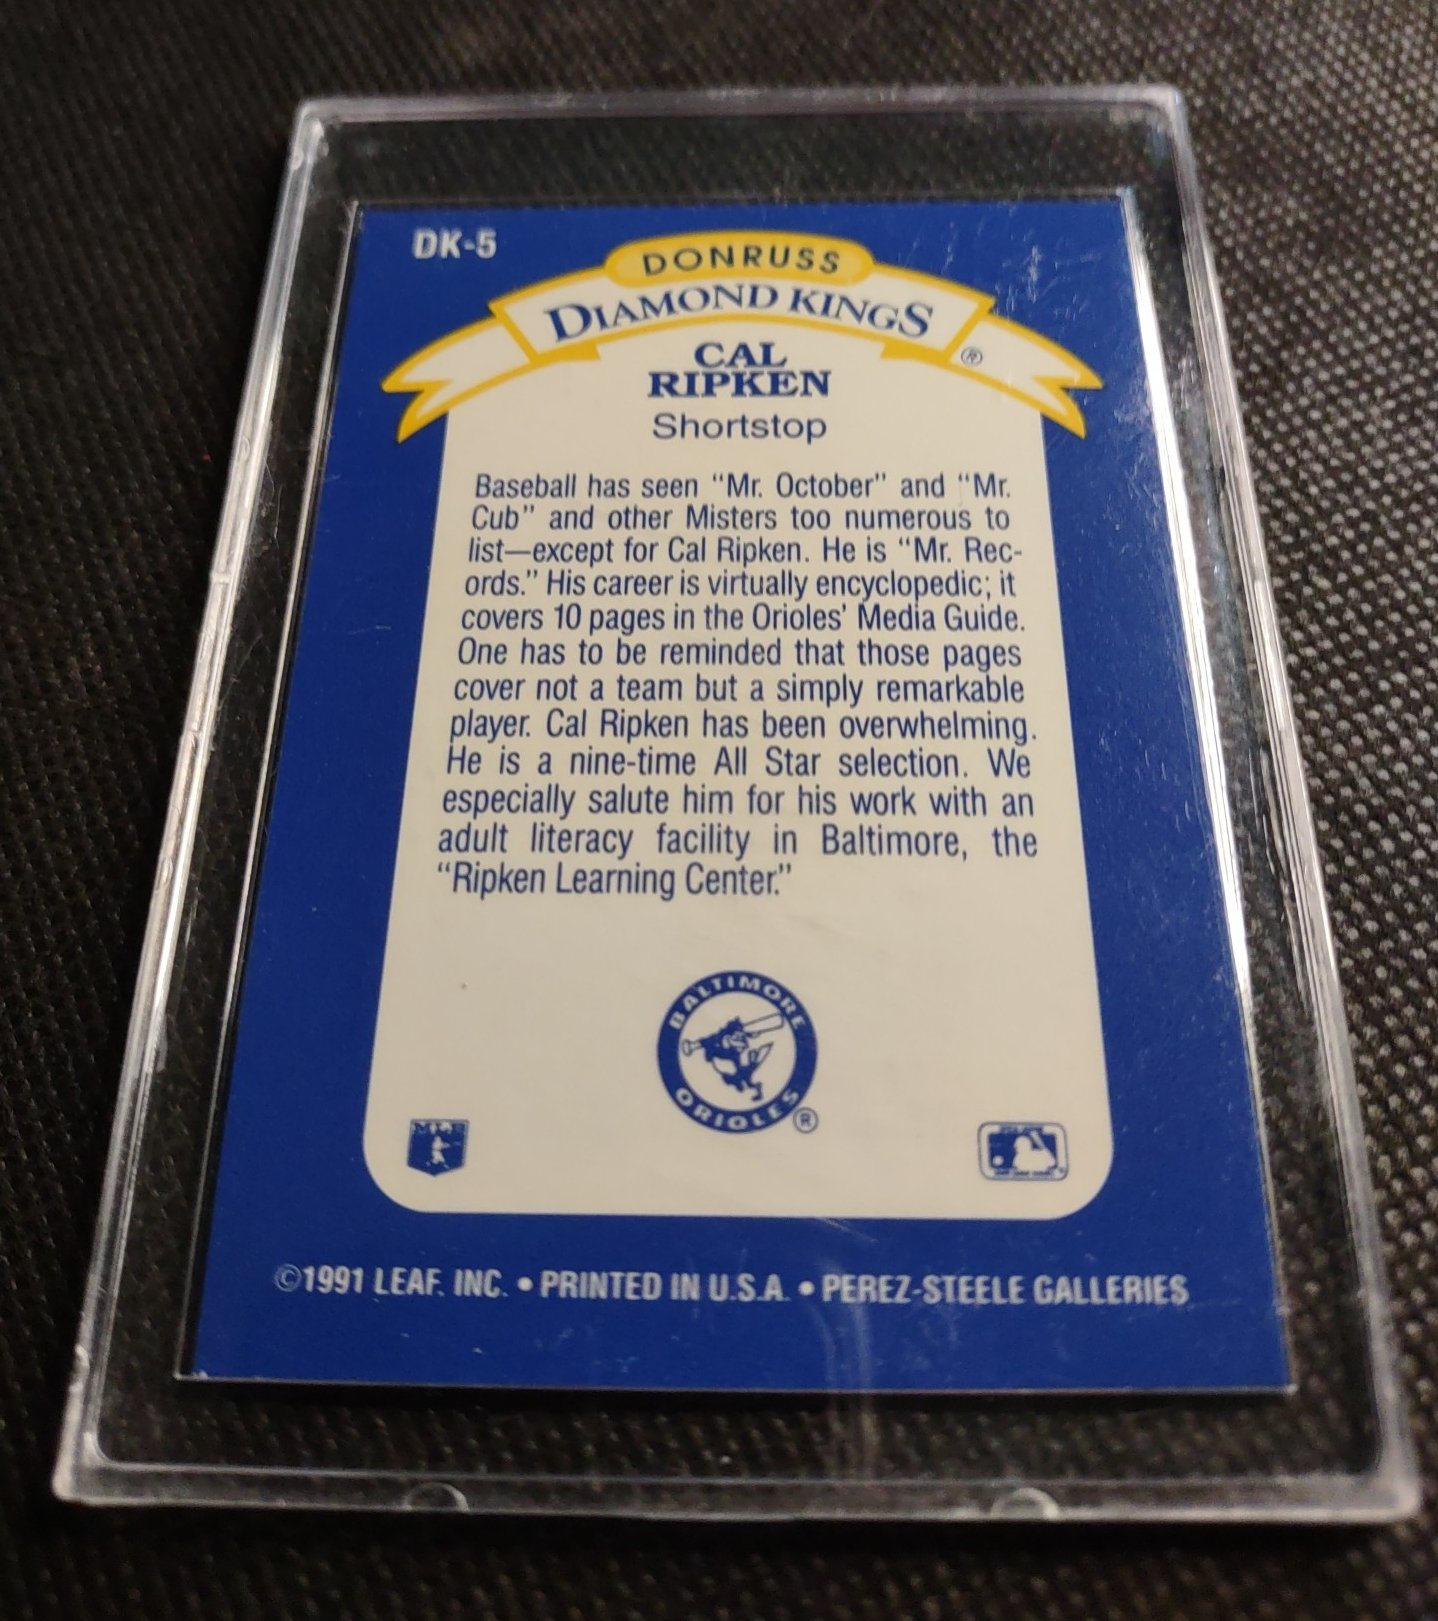 DK-5
DONRUSS
DIAMOND KINGS
®
CAL
RIPKEN
Shortstop
Baseball has seen “Mr. October” and “Mr.
Cub” and other Misters too numerous to
list—except for Cal Ripken. He is “Mr. Rec-
ords.” His career is virtually encyclopedic; it
covers 10 pages in the Orioles’ Media Guide.
One has to be reminded that those pages
cover not a team but a simply remarkable
player. Cal Ripken has been overwhelming.
He is a nine-time All Star selection. We
especially salute him for his work with an
adult literacy facility in Baltimore, the
“Ripken Learning Center.”
BALTIMORE
ORIOLES
®
©1991 LEAF, INC. • PRINTED IN U.S.A. • PEREZ-STEELE GALLERIES